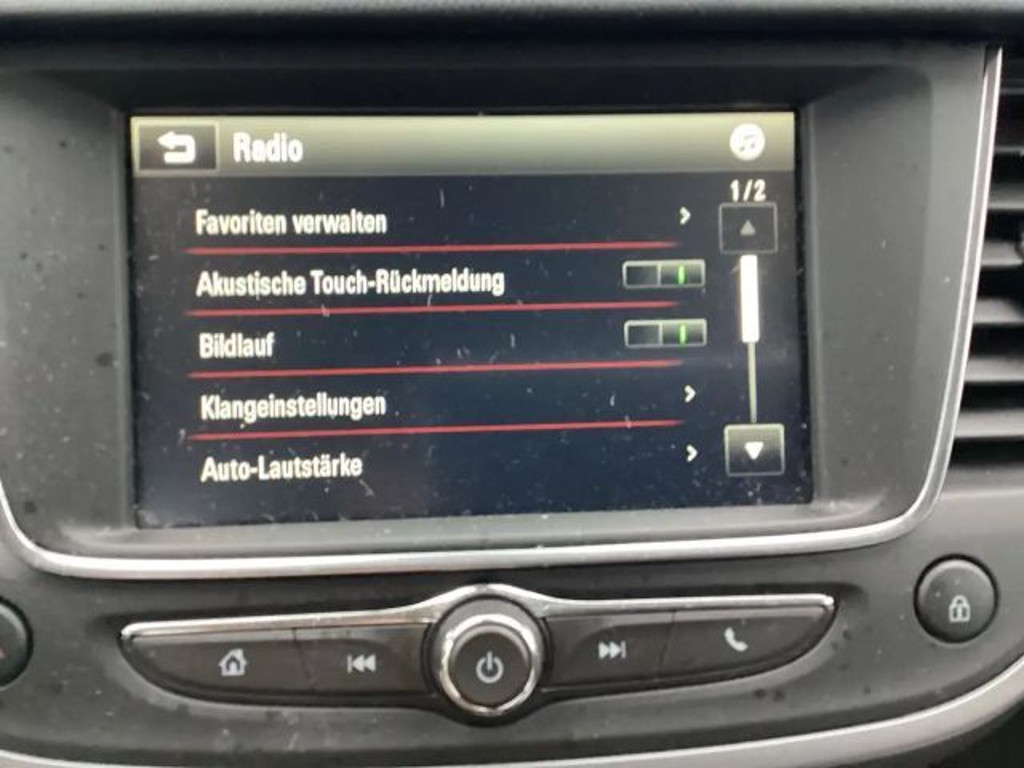 Radio
1/2
Favoriten verwalten
Akustische Touch-Rückmeldung
Bildlauf
Klangeinstellungen
Auto-Lautstärke